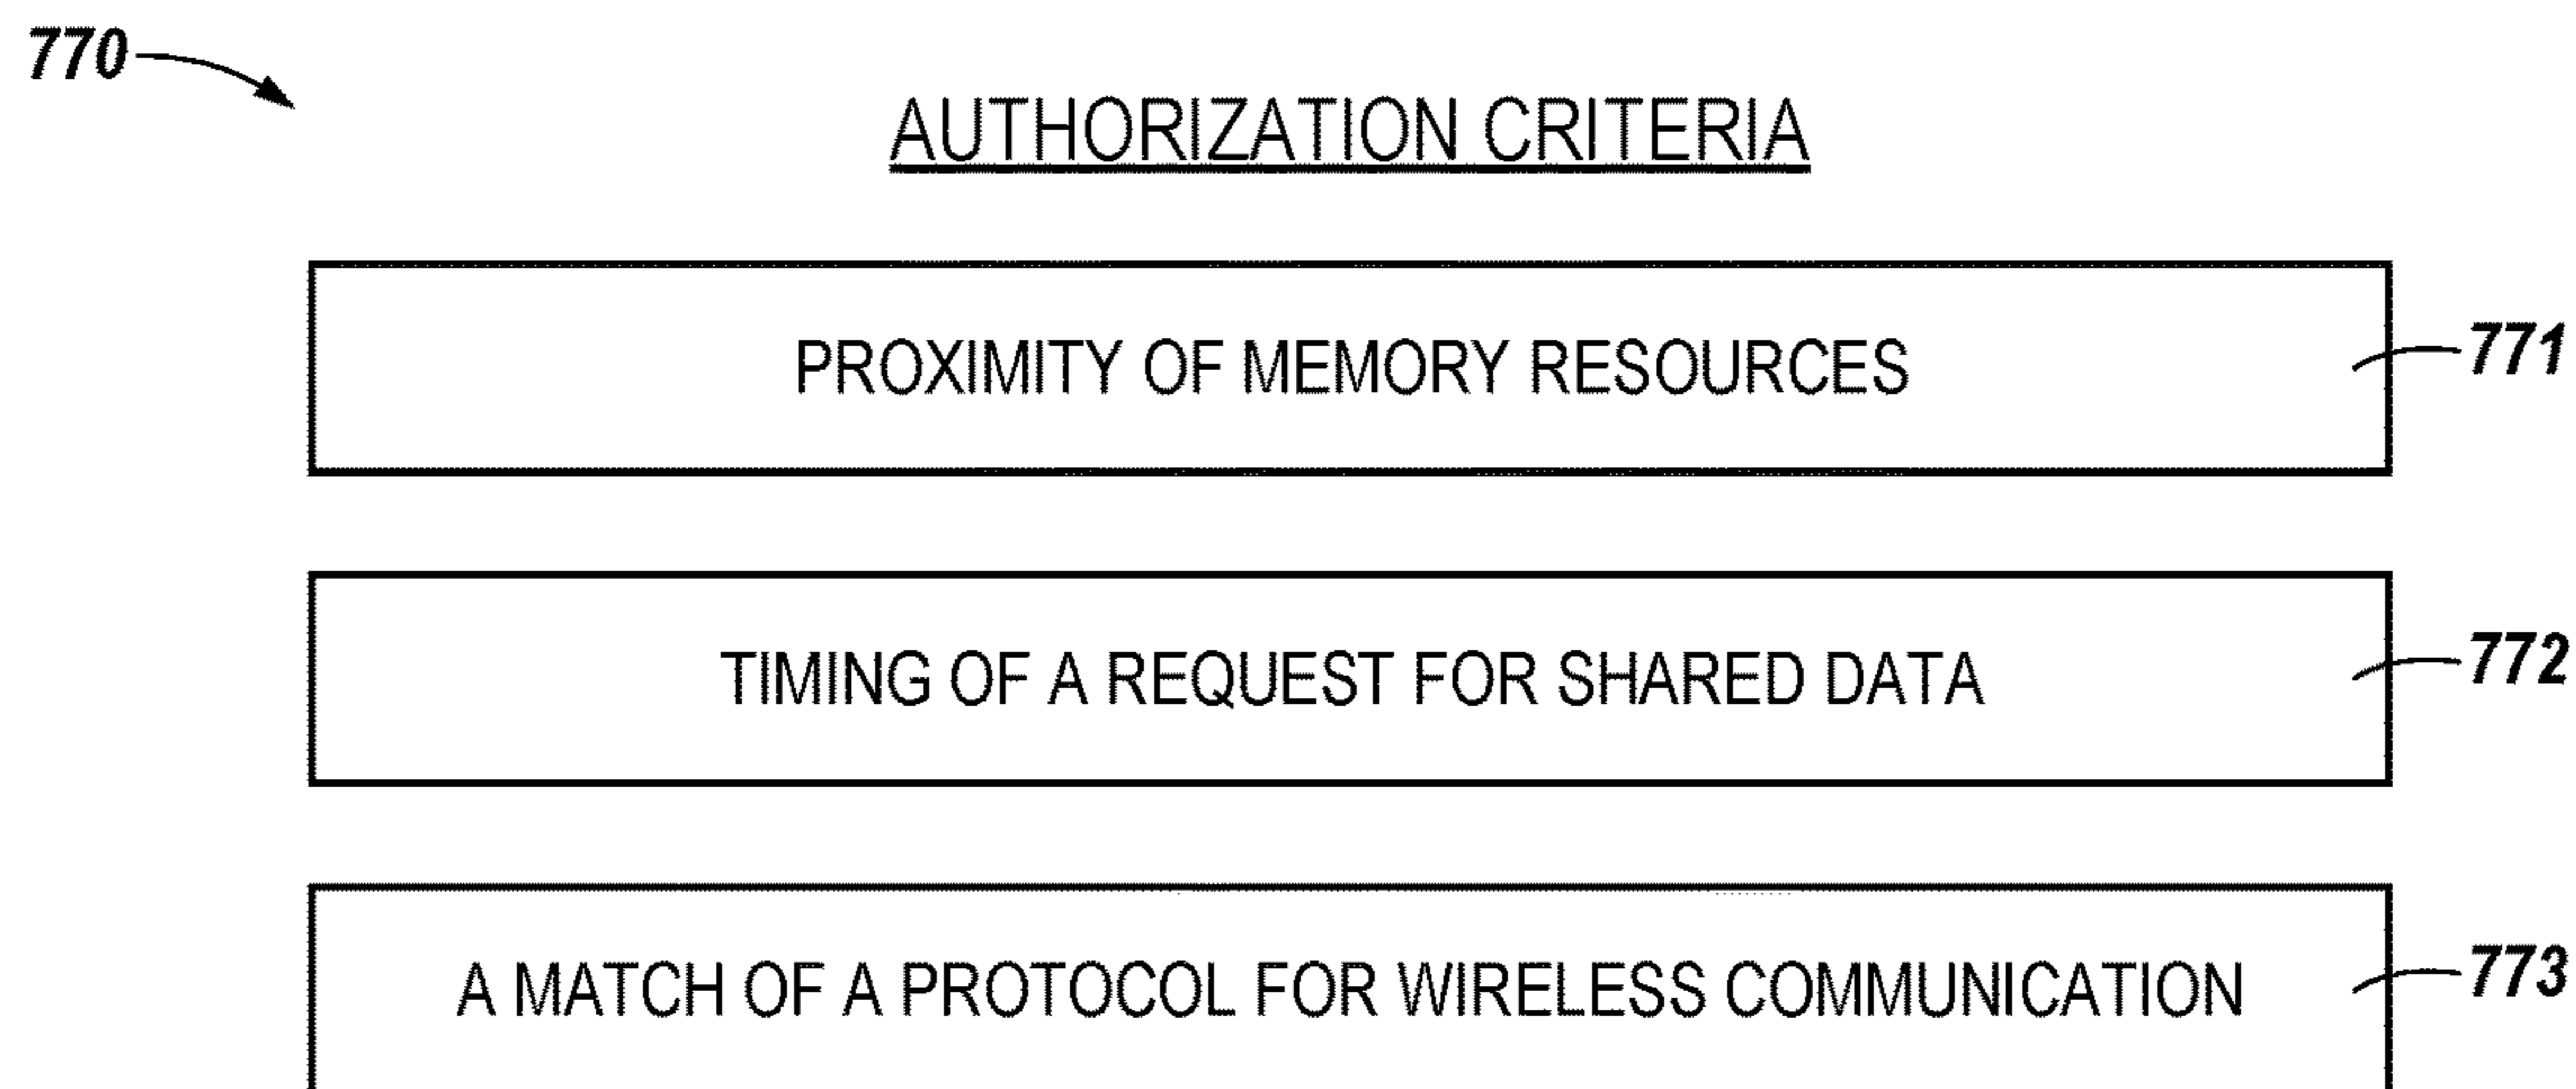 770
AUTHORIZATION CRITERIA
PROXIMITY OF MEMORY RESOURCES
771
TIMING OF A REQUEST FOR SHARED DATA
772
A MATCH OF A PROTOCOL FOR WIRELESS COMMUNICATION
773